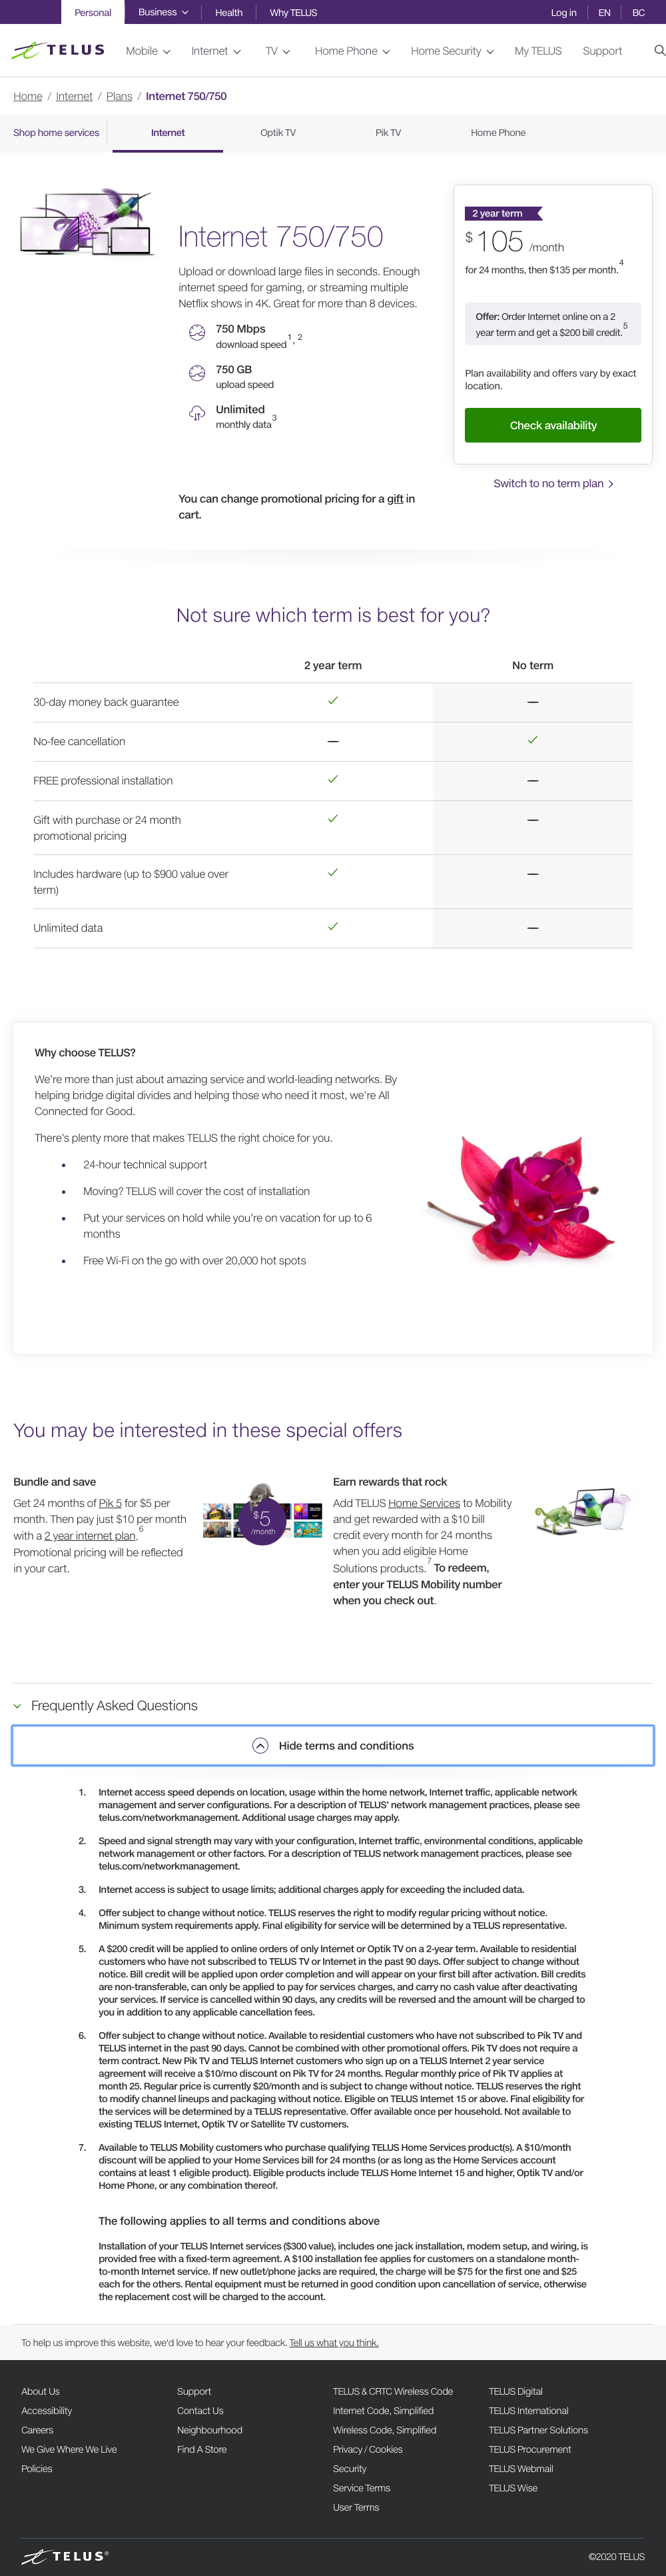 Personal Business Health Why TELUS Log in EN BC
TELUS Mobile Internet TV Home Phone Home Security My TELUS Support
Home / Internet / Plans / Internet 750/750
Shop home services Internet Optik TV Pik TV Home Phone
Internet 750/750
Upload or download large files in seconds. Enough
internet speed for gaming, or streaming multiple
Netflix shows in 4K. Great for more than 8 devices.
750 Mbps
download speed 1, 2
750 GB
upload speed
Unlimited
monthly data 3
You can change promotional pricing for a gift in
cart.
2 year term
$105 /month
for 24 months, then $135 per month. 4
Offer: Order Internet online on a 2
year term and get a $200 bill credit. 5
Plan availability and offers vary by exact
location.
Check availability
Switch to no term plan
Not sure which term is best for you?
2 year term No term
30-day money back guarantee
No-fee cancellation
FREE professional installation
Gift with purchase or 24 month
promotional pricing
Includes hardware (up to $900 value over
term)
Unlimited data
Why choose TELUS?
We're more than just about amazing service and world-leading networks. By
helping bridge digital divides and helping those who need it most, we're All
Connected for Good.
There's plenty more that makes TELUS the right choice for you.
• 24-hour technical support
• Moving? TELUS will cover the cost of installation
• Put your services on hold while you're on vacation for up to 6
months
• Free Wi-Fi on the go with over 20,000 hot spots
You may be interested in these special offers
Bundle and save
Get 24 months of Pik 5 for $5 per
month. Then pay just $10 per month
with a 2 year internet plan. 6
Promotional pricing will be reflected
in your cart.
$5
/month
Earn rewards that rock
Add TELUS Home Services to Mobility
and get rewarded with a $10 bill
credit every month for 24 months
when you add eligible Home
Solutions products. 7 To redeem,
enter your TELUS Mobility number
when you check out.
Frequently Asked Questions
Hide terms and conditions
1. Internet access speed depends on location, usage within the home network, Internet traffic, applicable network
management and server configurations. For a description of TELUS' network management practices, please see
telus.com/networkmanagement. Additional usage charges may apply.
2. Speed and signal strength may vary with your configuration, Internet traffic, environmental conditions, applicable
network management or other factors. For a description of TELUS network management practices, please see
telus.com/networkmanagement.
3. Internet access is subject to usage limits; additional charges apply for exceeding the included data.
4. Offer subject to change without notice. TELUS reserves the right to modify regular pricing without notice.
Minimum system requirements apply. Final eligibility for service will be determined by a TELUS representative.
5. A $200 credit will be applied to online orders of only Internet or Optik TV on a 2-year term. Available to residential
customers who have not subscribed to TELUS TV or Internet in the past 90 days. Offer subject to change without
notice. Bill credit will be applied upon order completion and will appear on your first bill after activation. Bill credits
are non-transferable, can only be applied to pay for services charges, and carry no cash value after deactivating
your services. If service is cancelled within 90 days, any credits will be reversed and the amount will be charged to
you in addition to any applicable cancellation fees.
6. Offer subject to change without notice. Available to residential customers who have not subscribed to Pik TV and
TELUS internet in the past 90 days. Cannot be combined with other promotional offers. Pik TV does not require a
term contract. New Pik TV and TELUS Internet customers who sign up on a TELUS Internet 2 year service
agreement will receive a $10/mo discount on Pik TV for 24 months. Regular monthly price of Pik TV applies at
month 25. Regular price is currently $20/month and is subject to change without notice. TELUS reserves the right
to modify channel lineups and packaging without notice. Eligible on TELUS Internet 15 or above. Final eligibility for
the services will be determined by a TELUS representative. Offer available once per household. Not available to
existing TELUS Internet, Optik TV or Satellite TV customers.
7. Available to TELUS Mobility customers who purchase qualifying TELUS Home Services product(s). A $10/month
discount will be applied to your Home Services bill for 24 months (or as long as the Home Services account
contains at least 1 eligible product). Eligible products include TELUS Home Internet 15 and higher, Optik TV and/or
Home Phone, or any combination thereof.
The following applies to all terms and conditions above
Installation of your TELUS Internet services ($300 value), includes one jack installation, modem setup, and wiring, is
provided free with a fixed-term agreement. A $100 installation fee applies for customers on a standalone month-
to-month Internet service. If new outlet/phone jacks are required, the charge will be $75 for the first one and $25
each for the others. Rental equipment must be returned in good condition upon cancellation of service, otherwise
the replacement cost will be charged to the account.
To help us improve this website, we'd love to hear your feedback. Tell us what you think.
About Us Support TELUS & CRTC Wireless Code TELUS Digital
Accessibility Contact Us Internet Code, Simplified TELUS International
Careers Neighbourhood Wireless Code, Simplified TELUS Partner Solutions
We Give Where We Live Find A Store Privacy / Cookies TELUS Procurement
Policies Security TELUS Webmail
Service Terms TELUS Wise
User Terms
TELUS® ©2020 TELUS